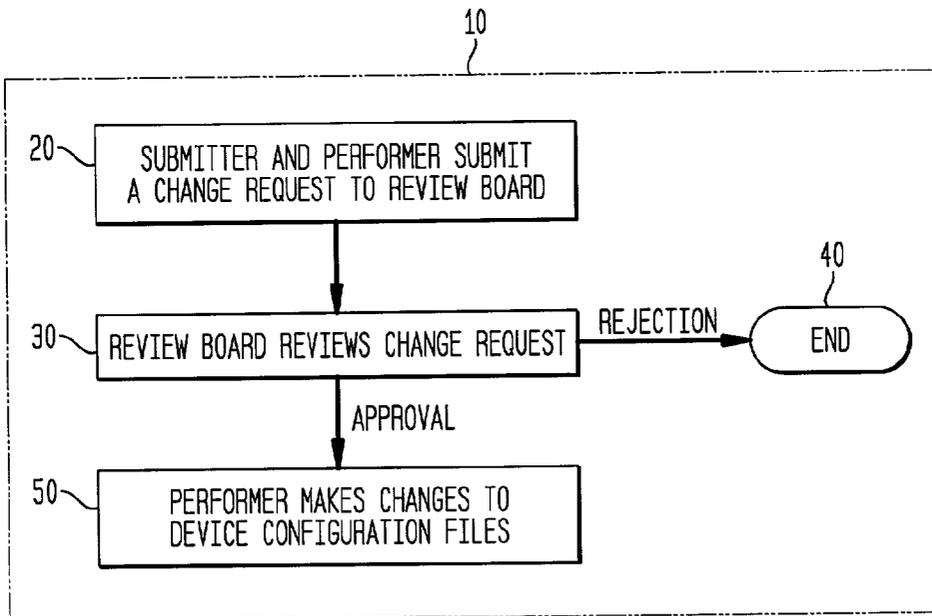 10
20
SUBMITTER AND PERFORMER SUBMIT
A CHANGE REQUEST TO REVIEW BOARD
30
REVIEW BOARD REVIEWS CHANGE REQUEST
REJECTION
40
END
APPROVAL
50
PERFORMER MAKES CHANGES TO
DEVICE CONFIGURATION FILES